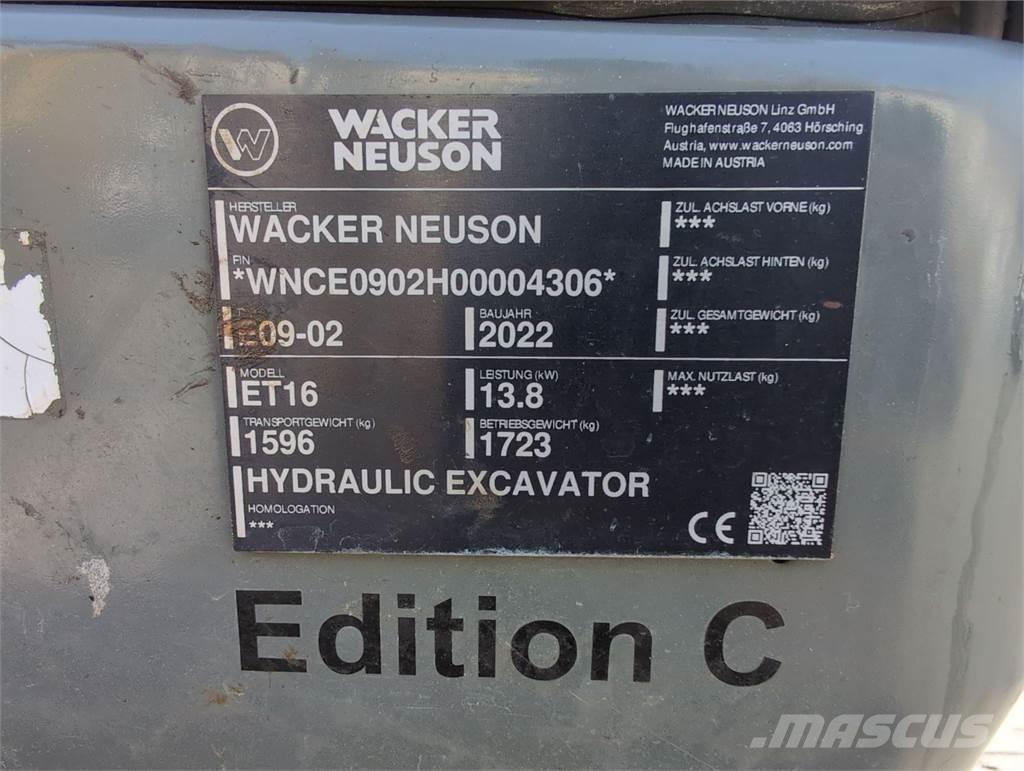 WACKER
NEUSON
WACKER NEUSON Linz GmbH
Flughafenstraße 7, 4063 Hörsching
Austria, www.wackerneuson.com
MADE IN AUSTRIA
HERSTELLER
WACKER NEUSON
ZUL. ACHSLAST VORNE (kg)
***
FIN
*WNCE0902H00004306*
ZUL. ACHSLAST HINTEN (kg)
***
E09-02
BAUJAHR
2022
ZUL. GESAMTGEWICHT (kg)
***
MODELL
ET16
LEISTUNG (kW)
13.8
MAX. NUTZLAST (kg)
***
TRANSPORTGEWICHT (kg)
1596
BETRIEBSGEWICHT (kg)
1723
HYDRAULIC EXCAVATOR
HOMOLOGATION
***
CE
Edition C
MASCUS